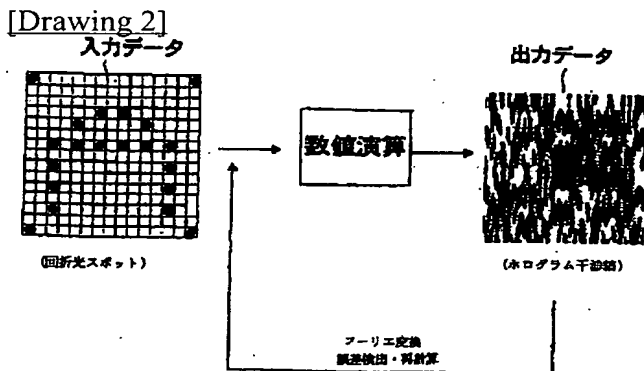 [Drawing 2]
入力データ
出力データ
数値演算
(回折光スポット)
(ホログラム干渉縞)
フーリエ変換
誤差検出・再計算